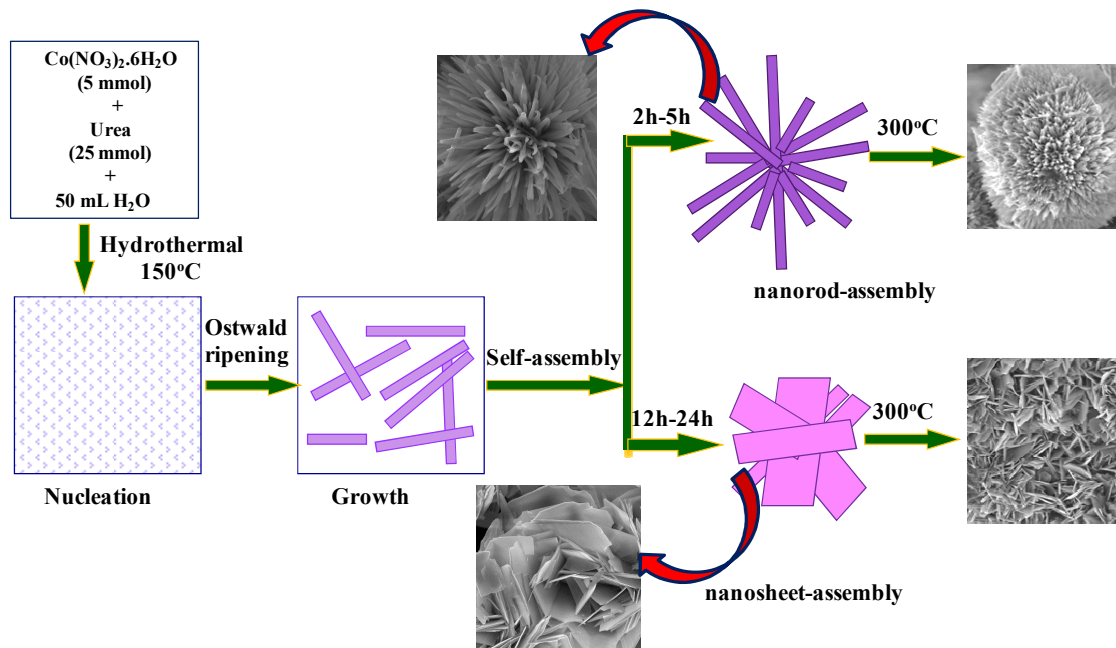 Co(NO₃)₂.6H₂O
(5 mmol)
+
Urea
(25 mmol)
+
50 mL H₂O
Hydrothermal
150°C
Nucleation
Ostwald
ripening
Growth
Self-assembly
2h-5h
300°C
nanorod-assembly
12h-24h
300°C
nanosheet-assembly